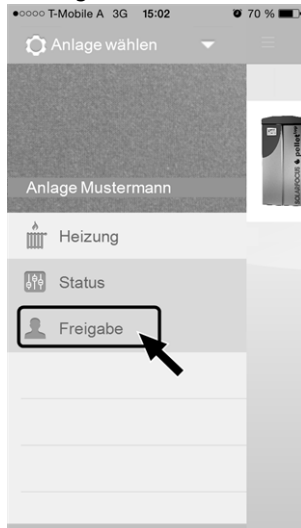 ●○○○○ T-Mobile A 3G 15:02 70 %
Anlage wählen
Anlage Mustermann
Heizung
Status
Freigabe